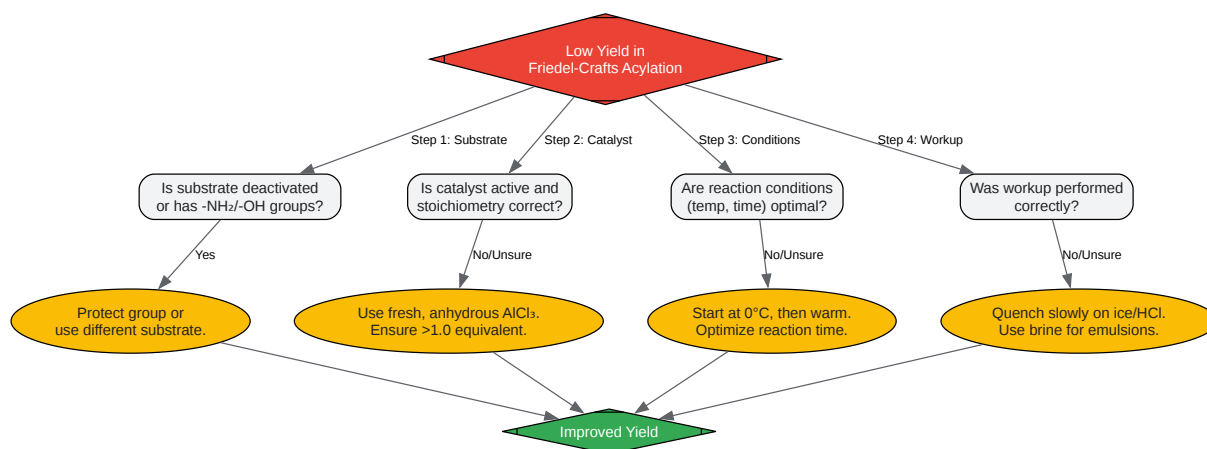 Low Yield in
Friedel-Crafts Acylation
Step 1: Substrate
Step 2: Catalyst
Step 3: Conditions
Step 4: Workup
Is substrate deactivated
or has -NH₂/-OH groups?
Is catalyst active and
stoichiometry correct?
Are reaction conditions
(temp, time) optimal?
Was workup performed
correctly?
Yes
No/Unsure
No/Unsure
No/Unsure
Protect group or
use different substrate.
Use fresh, anhydrous AlCl₃.
Ensure >1.0 equivalent.
Start at 0°C, then warm.
Optimize reaction time.
Quench slowly on ice/HCl.
Use brine for emulsions.
Improved Yield